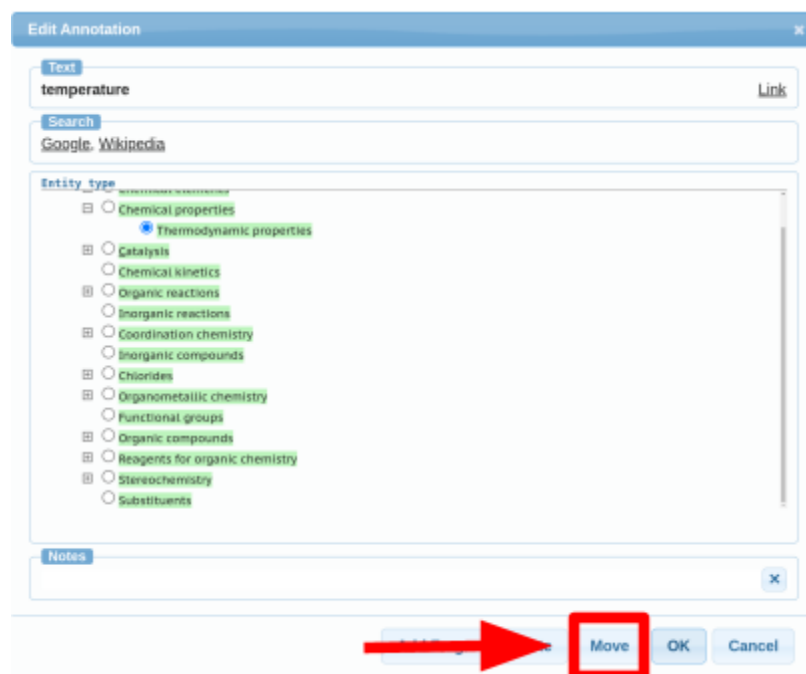 Edit Annotation
Text
temperature Link
Search
Google, Wikipedia
Entity type
Chemical elements
Chemical properties
Thermodynamic properties
Catalysis
Chemical kinetics
Organic reactions
Inorganic reactions
Coordination chemistry
Inorganic compounds
Chlorides
Organometallic chemistry
Functional groups
Organic compounds
Reagents for organic chemistry
Stereochemistry
Substituents
Notes
Move OK Cancel